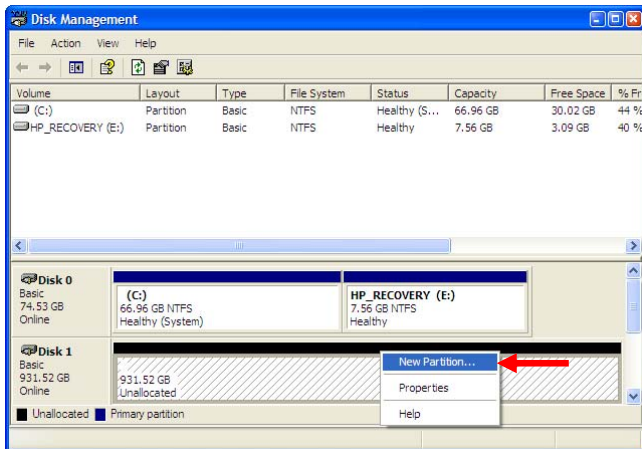 Disk Management
File Action View Help
Volume Layout Type File System Status Capacity Free Space % Fr
(C:) Partition Basic NTFS Healthy (S... 66.96 GB 30.02 GB 44 %
HP_RECOVERY (E:) Partition Basic NTFS Healthy 7.56 GB 3.09 GB 40 %
Disk 0
Basic
74.53 GB
Online
(C:)
66.96 GB NTFS
Healthy (System)
HP_RECOVERY (E:)
7.56 GB NTFS
Healthy
Disk 1
Basic
931.52 GB
Online
931.52 GB
Unallocated
New Partition...
Properties
Help
Unallocated Primary partition